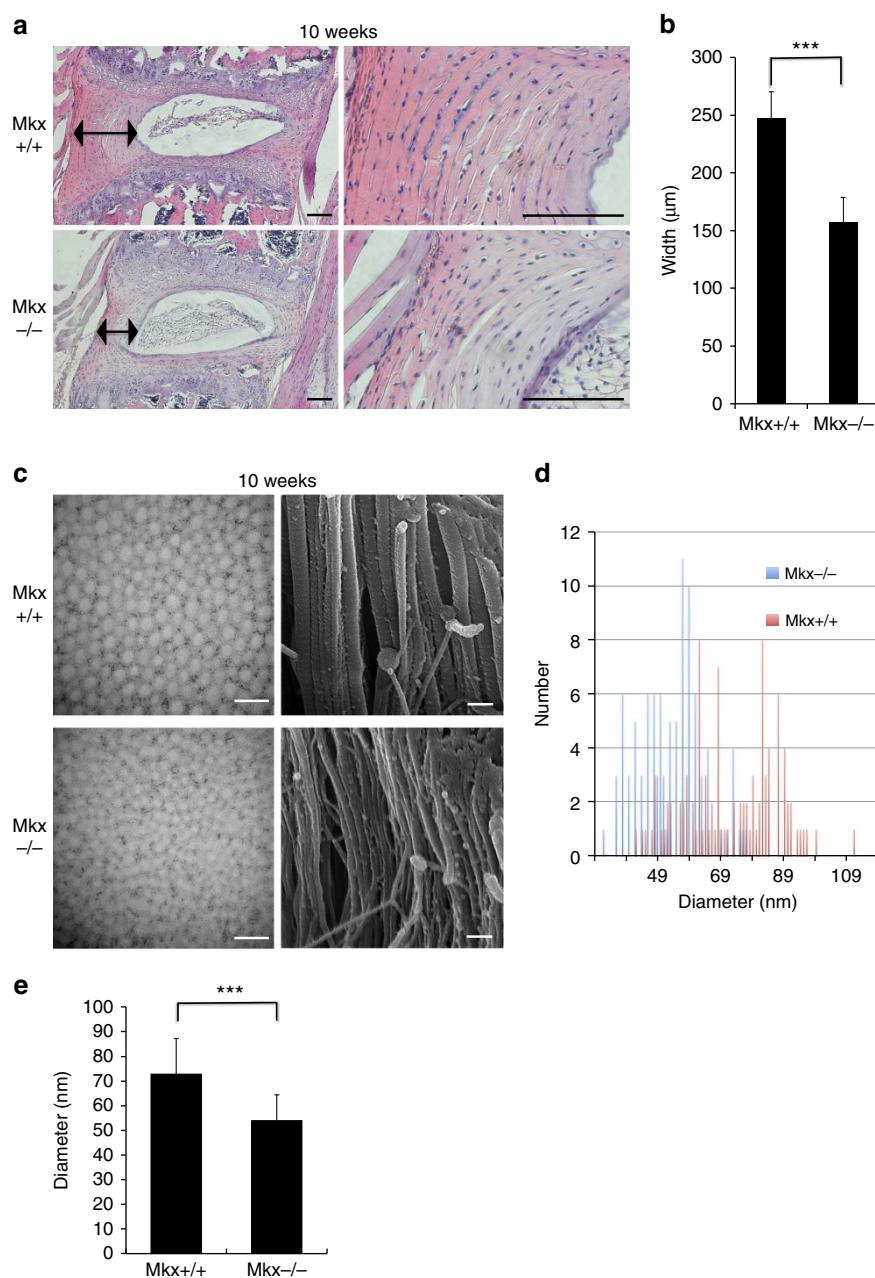 a
10 weeks
Mkx
+/+
Mkx
–/–
b
***
300
250
200
150
100
50
0
Width (μm)
Mkx+/+ Mkx–/–
c
10 weeks
Mkx
+/+
Mkx
–/–
d
12
10
8
6
4
2
0
Number
Mkx–/–
Mkx+/+
49 69 89 109
Diameter (nm)
e
***
100
90
80
70
60
50
40
30
20
10
0
Diameter (nm)
Mkx+/+ Mkx–/–